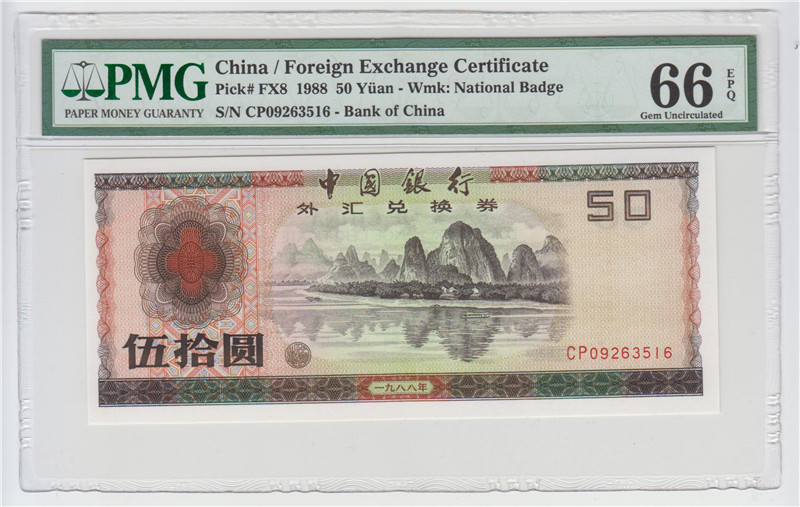 PMG
PAPER MONEY GUARANTY
China / Foreign Exchange Certificate
Pick# FX8 1988 50 Yüan - Wmk: National Badge
S/N CP09263516 - Bank of China
66
EPQ
Gem Uncirculated
中國銀行
外汇兑换券
50
伍拾圆
CP09263516
一九八八年